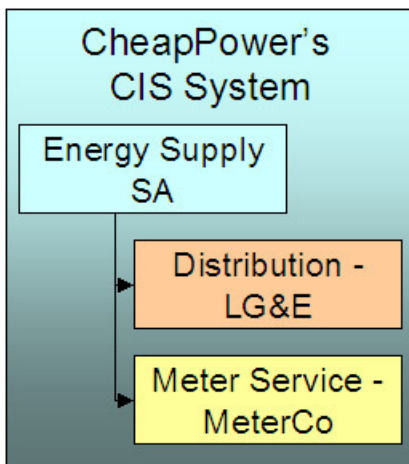 CheapPower’s
CIS System
Energy Supply
SA
Distribution -
LG&E
Meter Service -
MeterCo